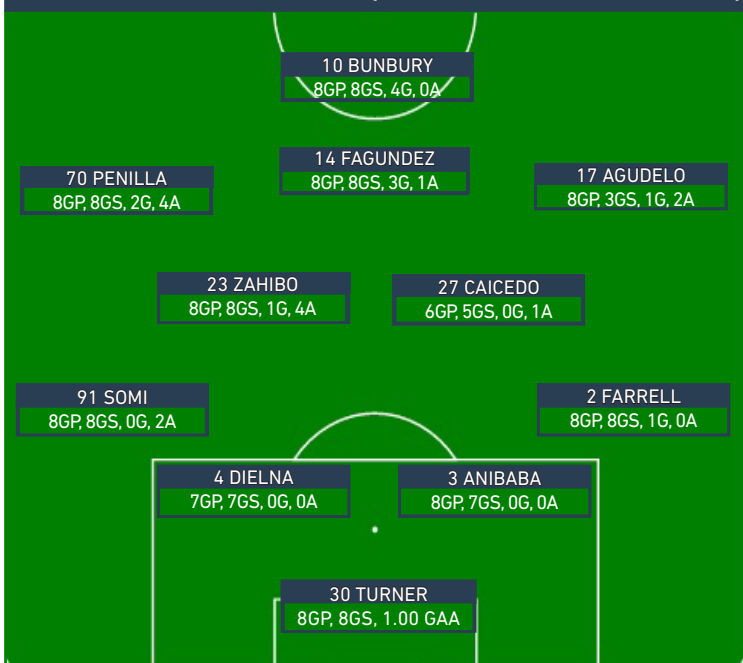 10 BUNBURY
8GP, 8GS, 4G, 0A
14 FAGUNDEZ
8GP, 8GS, 3G, 1A
70 PENILLA
8GP, 8GS, 2G, 4A
17 AGUDELO
8GP, 3GS, 1G, 2A
23 ZAHIBO
8GP, 8GS, 1G, 4A
27 CAICEDO
6GP, 5GS, 0G, 1A
91 SOMI
8GP, 8GS, 0G, 2A
2 FARRELL
8GP, 8GS, 1G, 0A
4 DIELNA
7GP, 7GS, 0G, 0A
3 ANIBABA
8GP, 7GS, 0G, 0A
30 TURNER
8GP, 8GS, 1.00 GAA